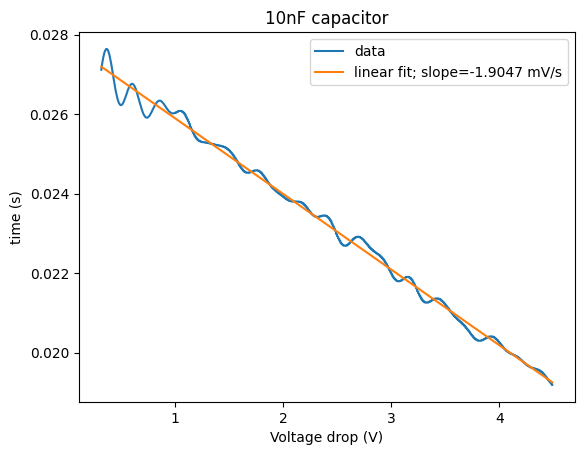 10nF capacitor
data
linear fit; slope=-1.9047 mV/s
0.028
0.026
0.024
0.022
0.020
time (s)
1 2 3 4
Voltage drop (V)